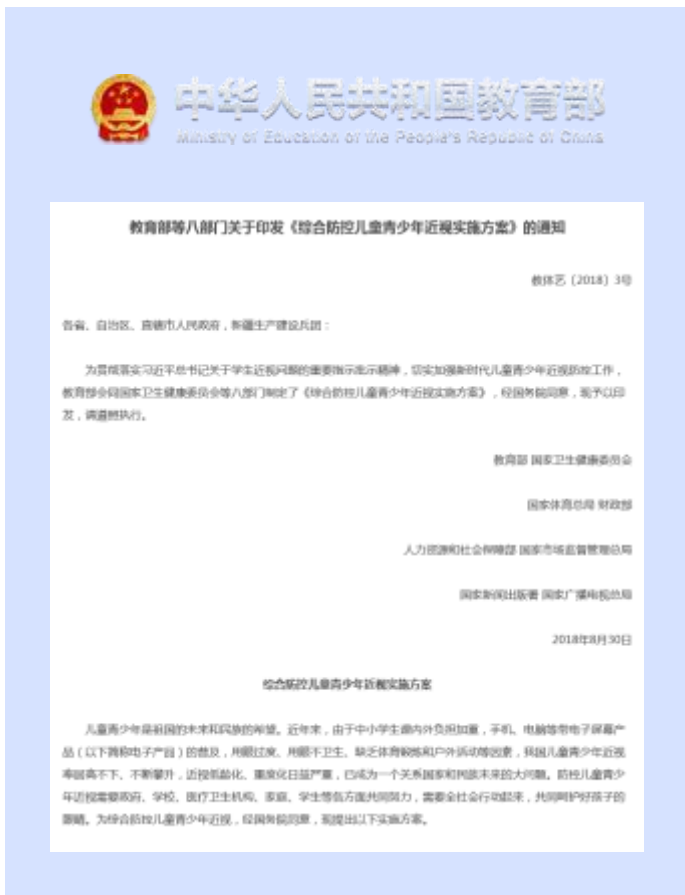 中华人民共和国教育部
Ministry of Education of the People's Republic of China
教育部等八部门关于印发《综合防控儿童青少年近视实施方案》的通知
教体艺〔2018〕3号
各省、自治区、直辖市人民政府，新疆生产建设兵团：
为贯彻落实习近平总书记关于学生近视问题的重要指示批示精神，切实加强新时代儿童青少年近视防控工作，
教育部会同国家卫生健康委员会等八部门制定了《综合防控儿童青少年近视实施方案》，经国务院同意，现予以印
发，请遵照执行。
教育部 国家卫生健康委员会
国家体育总局 财政部
人力资源和社会保障部 国家市场监督管理总局
国家新闻出版署 国家广播电视总局
2018年8月30日
综合防控儿童青少年近视实施方案
儿童青少年是祖国的未来和民族的希望。近年来，由于中小学生课内外负担加重，手机、电脑等带电子屏幕产
品（以下简称电子产品）的普及，用眼过度、用眼不卫生、缺乏体育锻炼和户外活动等因素，我国儿童青少年近视
率居高不下、不断攀升，近视低龄化、重度化日益严重，已成为一个关系国家和民族未来的大问题。防控儿童青少
年近视需要政府、学校、医疗卫生机构、家庭、学生等各方面共同努力，需要全社会行动起来，共同呵护好孩子的
眼睛。为综合防控儿童青少年近视，经国务院同意，现提出以下实施方案。